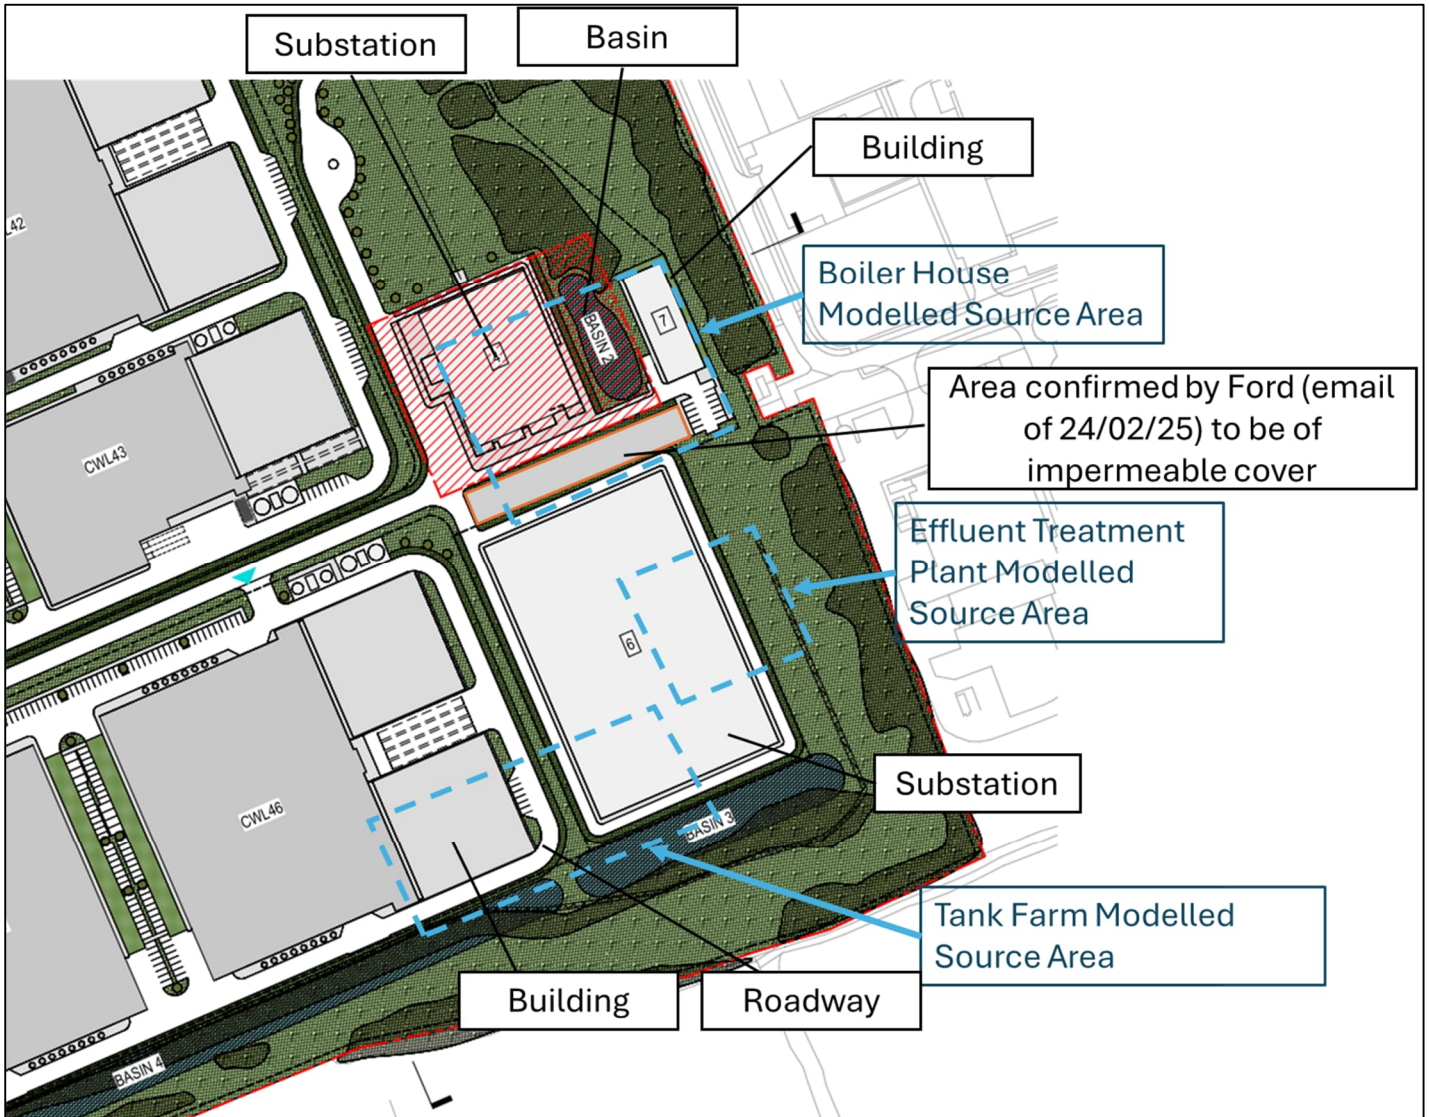 Substation
Basin
Building
L42
Boiler House
Modelled Source Area
BASIN 2
7
4
Area confirmed by Ford (email
of 24/02/25) to be of
impermeable cover
CWL43
Effluent Treatment
Plant Modelled
Source Area
6
Substation
CWL46
BASIN 3
Tank Farm Modelled
Source Area
Building
Roadway
BASIN 4